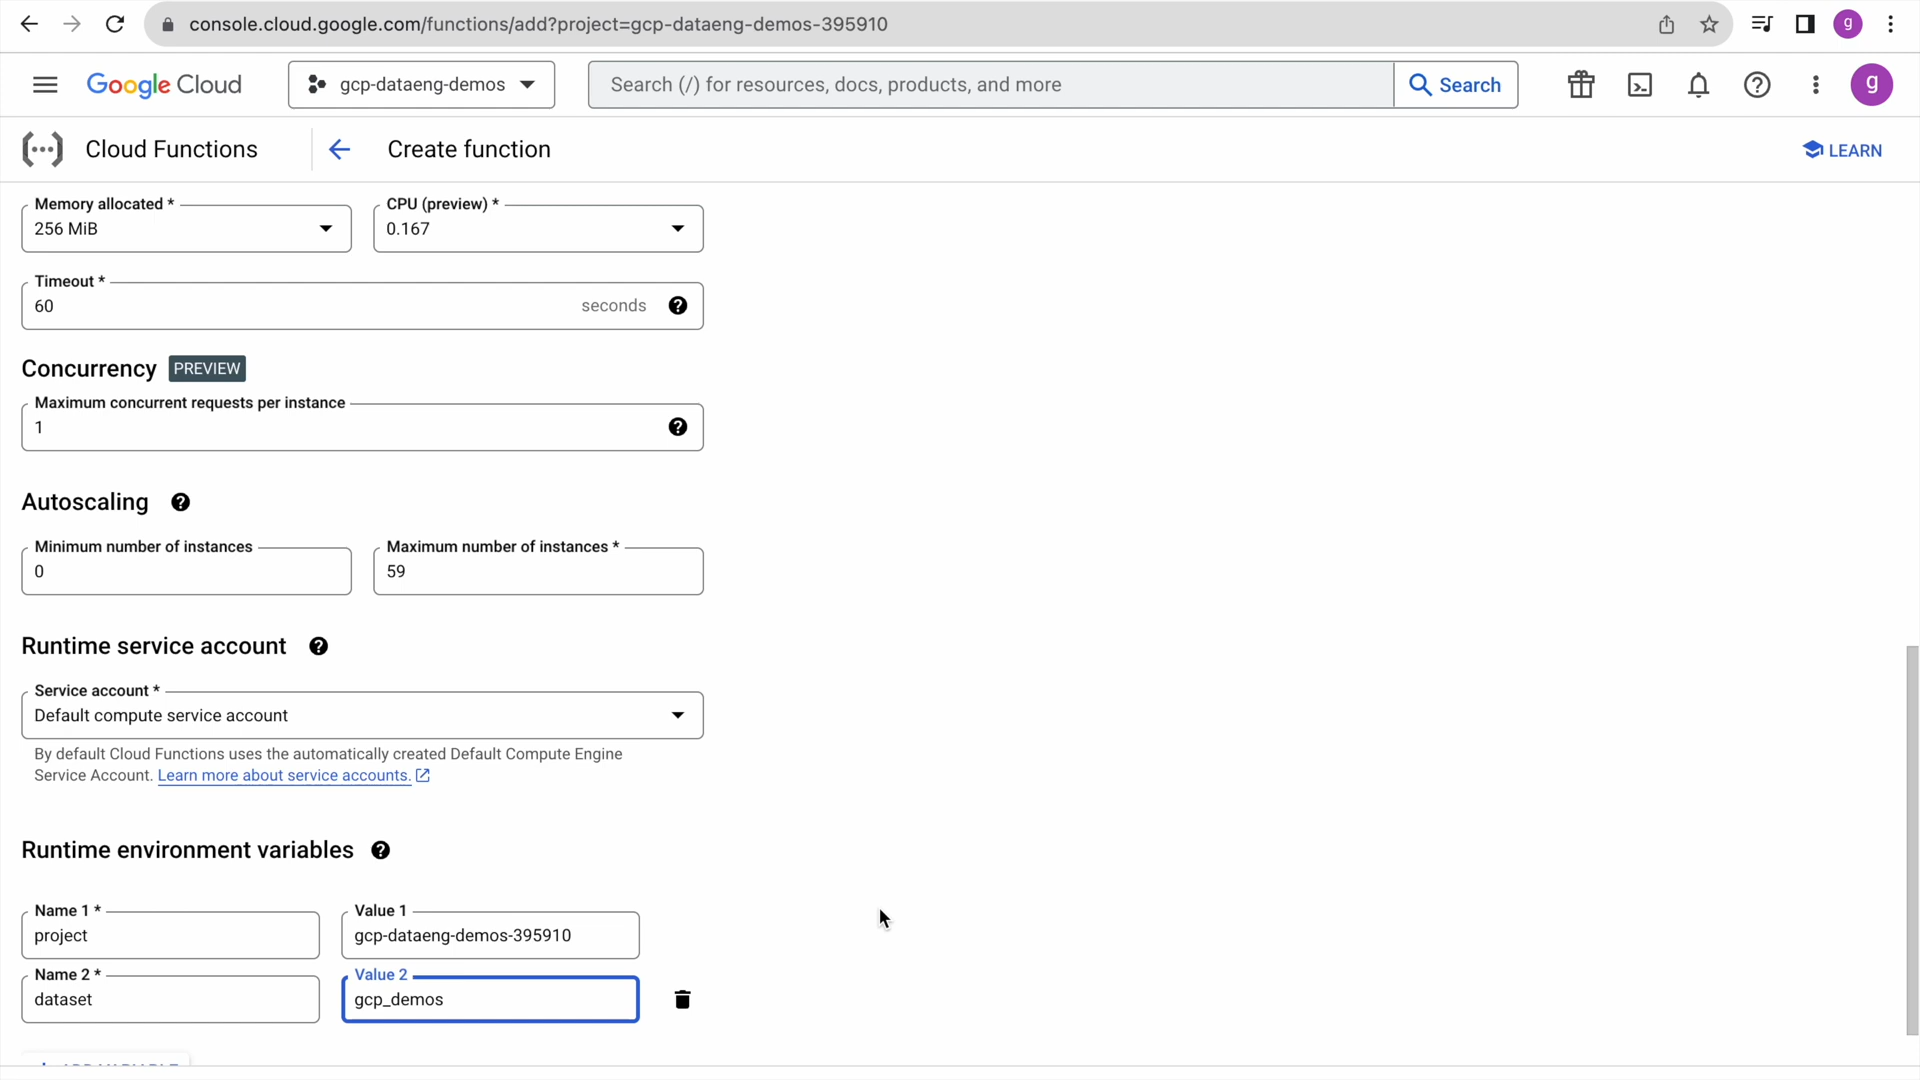 console.cloud.google.com/functions/add?project=gcp-dataeng-demos-395910
g
Google Cloud
gcp-dataeng-demos
Search (/) for resources, docs, products, and more
Search
g
Cloud Functions
Create function
LEARN
Memory allocated *
256 MiB
CPU (preview) *
0.167
Timeout *
60
seconds
Concurrency PREVIEW
Maximum concurrent requests per instance
1
Autoscaling
Minimum number of instances
0
Maximum number of instances *
59
Runtime service account
Service account *
Default compute service account
By default Cloud Functions uses the automatically created Default Compute Engine
Service Account. Learn more about service accounts.
Runtime environment variables
Name 1 *
project
Value 1
gcp-dataeng-demos-395910
Name 2 *
dataset
Value 2
gcp_demos